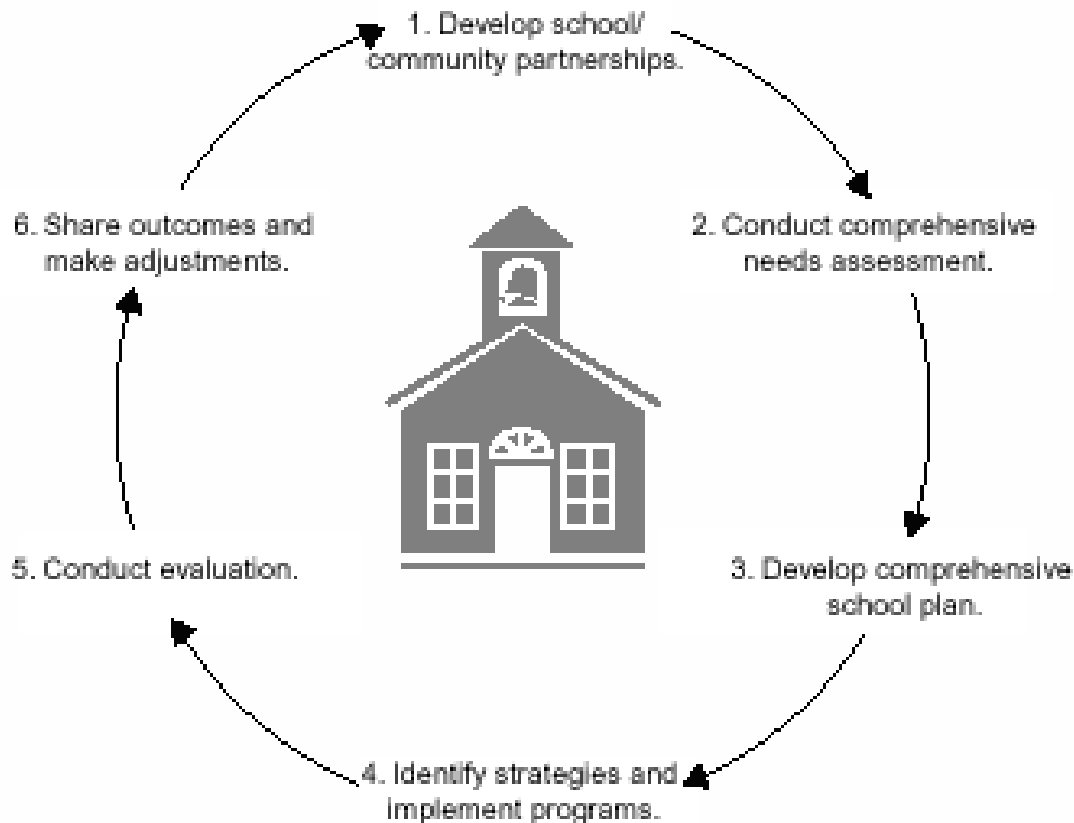 1. Develop school/
community partnerships.
2. Conduct comprehensive
needs assessment.
3. Develop comprehensive
school plan.
4. Identify strategies and
implement programs.
5. Conduct evaluation.
6. Share outcomes and
make adjustments.